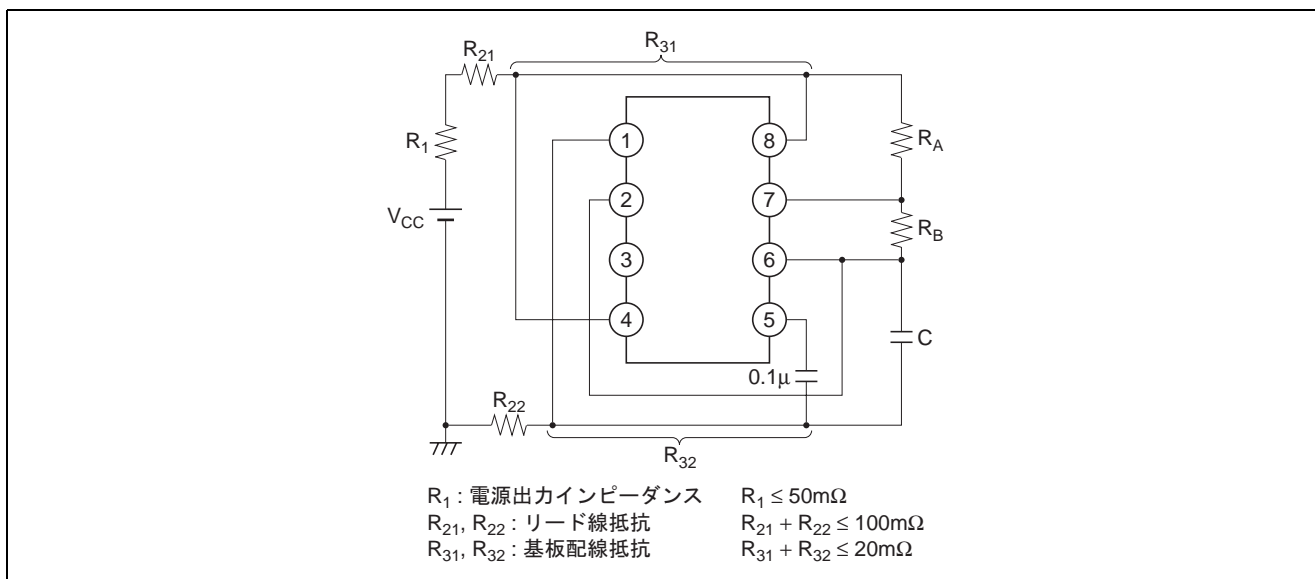 R21
R31
R1
VCC
1
8
RA
2
7
RB
3
6
4
5
C
0.1μ
R22
R32
R1 : 電源出力インピーダンス R1 ≤ 50mΩ
R21, R22 : リード線抵抗 R21 + R22 ≤ 100mΩ
R31, R32 : 基板配線抵抗 R31 + R32 ≤ 20mΩ